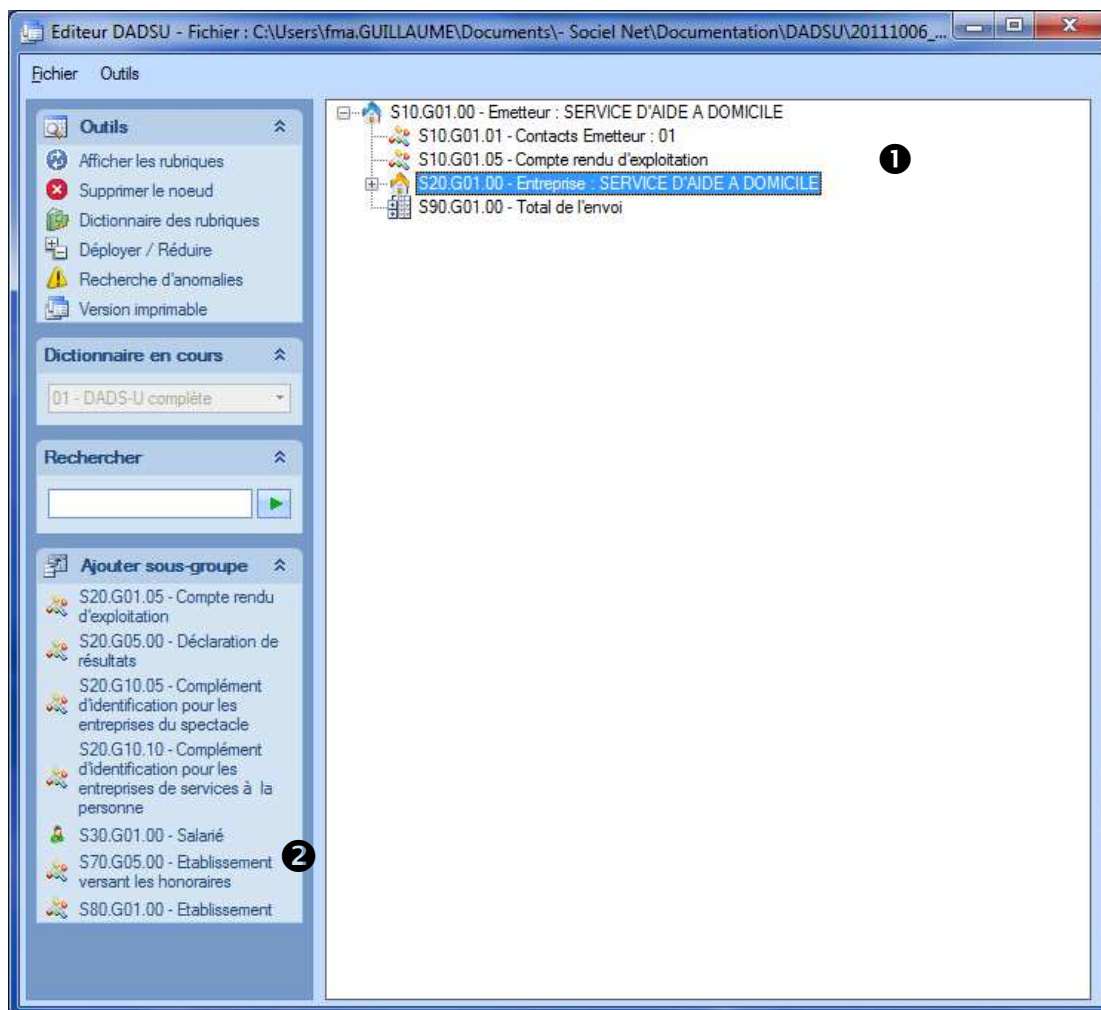 Editeur DADSU - Fichier : C:\Users\fma.GUILLAUME\Documents\- Sociel Net\Documentation\DADSU\20111006_...
Fichier Outils
Outils
Afficher les rubriques
Supprimer le noeud
Dictionnaire des rubriques
Déployer / Réduire
Recherche d'anomalies
Version imprimable
Dictionnaire en cours
01 - DADS-U complète
Rechercher
Ajouter sous-groupe
S20.G01.05 - Compte rendu
d'exploitation
S20.G05.00 - Déclaration de
résultats
S20.G10.05 - Complément
d'identification pour les
entreprises du spectacle
S20.G10.10 - Complément
d'identification pour les
entreprises de services à la
personne
S30.G01.00 - Salarié
S70.G05.00 - Etablissement
versant les honoraires
S80.G01.00 - Etablissement
❷
S10.G01.00 - Emetteur : SERVICE D'AIDE A DOMICILE
S10.G01.01 - Contacts Emetteur : 01
S10.G01.05 - Compte rendu d'exploitation
S20.G01.00 - Entreprise : SERVICE D'AIDE A DOMICILE
S90.G01.00 - Total de l'envoi
❶